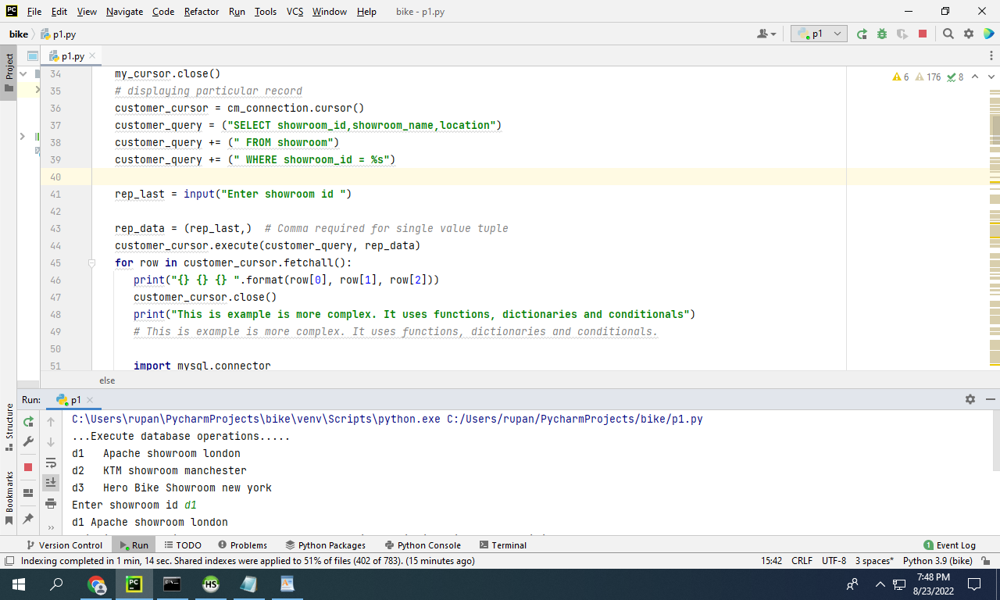 PC File Edit View Navigate Code Refactor Run Tools VCS Window Help bike - p1.py
bike p1.py p1
Project
p1.py
6 176 8
34 my_cursor.close()
35 # displaying particular record
36 customer_cursor = cm_connection.cursor()
37 customer_query = ("SELECT showroom_id,showroom_name,location")
38 customer_query += (" FROM showroom")
39 customer_query += (" WHERE showroom_id = %s")
40
41 rep_last = input("Enter showroom id ")
42
43 rep_data = (rep_last,)  # Comma required for single value tuple
44 customer_cursor.execute(customer_query, rep_data)
45 for row in customer_cursor.fetchall():
46 print("{} {} {} ".format(row[0], row[1], row[2]))
47 customer_cursor.close()
48 print("This is example is more complex. It uses functions, dictionaries and conditionals")
49 # This is example is more complex. It uses functions, dictionaries and conditionals.
50
51 import mysql.connector
else
Run: p1
Structure
Bookmarks
C:\Users\rupan\PycharmProjects\bike\venv\Scripts\python.exe C:/Users/rupan/PycharmProjects/bike/p1.py
...Execute database operations.....
d1   Apache showroom london
d2   KTM showroom manchester
d3   Hero Bike Showroom new york
Enter showroom id d1
d1 Apache showroom london
Version Control Run TODO Problems Python Packages Python Console Terminal 1 Event Log
Indexing completed in 1 min, 14 sec. Shared indexes were applied to 51% of files (402 of 783). (15 minutes ago) 15:42 CRLF UTF-8 3 spaces* Python 3.9 (bike)
PC HS
7:48 PM
8/23/2022